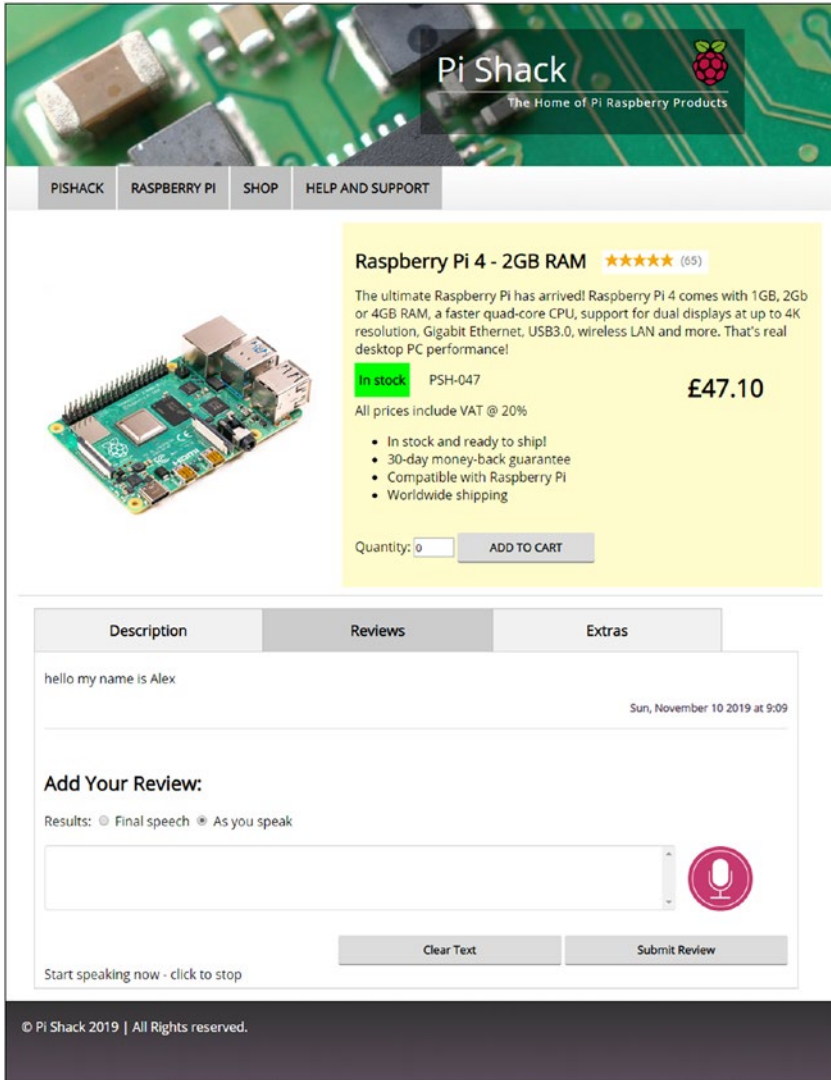 Pi Shack
The Home of Pi Raspberry Products
PISHACK RASPBERRY PI SHOP HELP AND SUPPORT
Raspberry Pi 4 - 2GB RAM ★★★★★ (65)
The ultimate Raspberry Pi has arrived! Raspberry Pi 4 comes with 1GB, 2Gb
or 4GB RAM, a faster quad-core CPU, support for dual displays at up to 4K
resolution, Gigabit Ethernet, USB3.0, wireless LAN and more. That's real
desktop PC performance!
In stock PSH-047 £47.10
All prices include VAT @ 20%
• In stock and ready to ship!
• 30-day money-back guarantee
• Compatible with Raspberry Pi
• Worldwide shipping
Quantity: 0 ADD TO CART
Description Reviews Extras
hello my name is Alex
Sun, November 10 2019 at 9:09
Add Your Review:
Results: Final speech As you speak
Clear Text Submit Review
Start speaking now - click to stop
© Pi Shack 2019 | All Rights reserved.